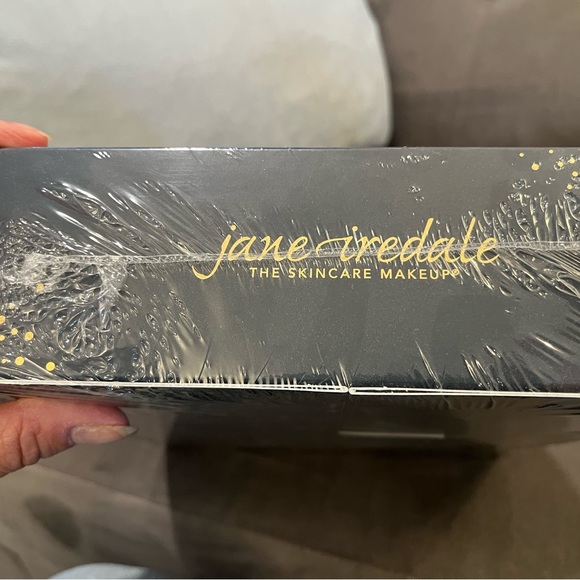 jane iredale
THE SKINCARE MAKEUP®